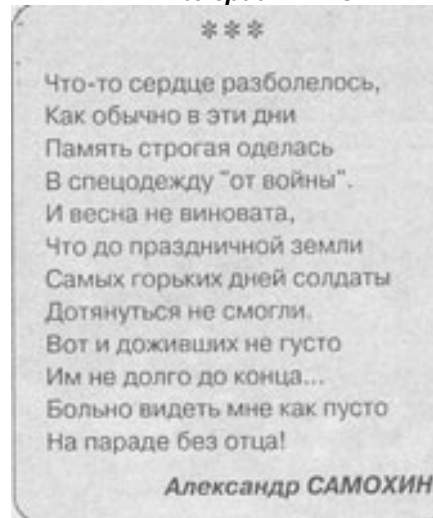 ***
Что-то сердце разболелось,
Как обычно в эти дни
Память строгая оделась
В спецодежду "от войны".
И весна не виновата,
Что до праздничной земли
Самых горьких дней солдаты
Дотянуться не смогли.
Вот и доживших не густо
Им не долго до конца...
Больно видеть мне как пусто
На параде без отца!
Александр САМОХИН